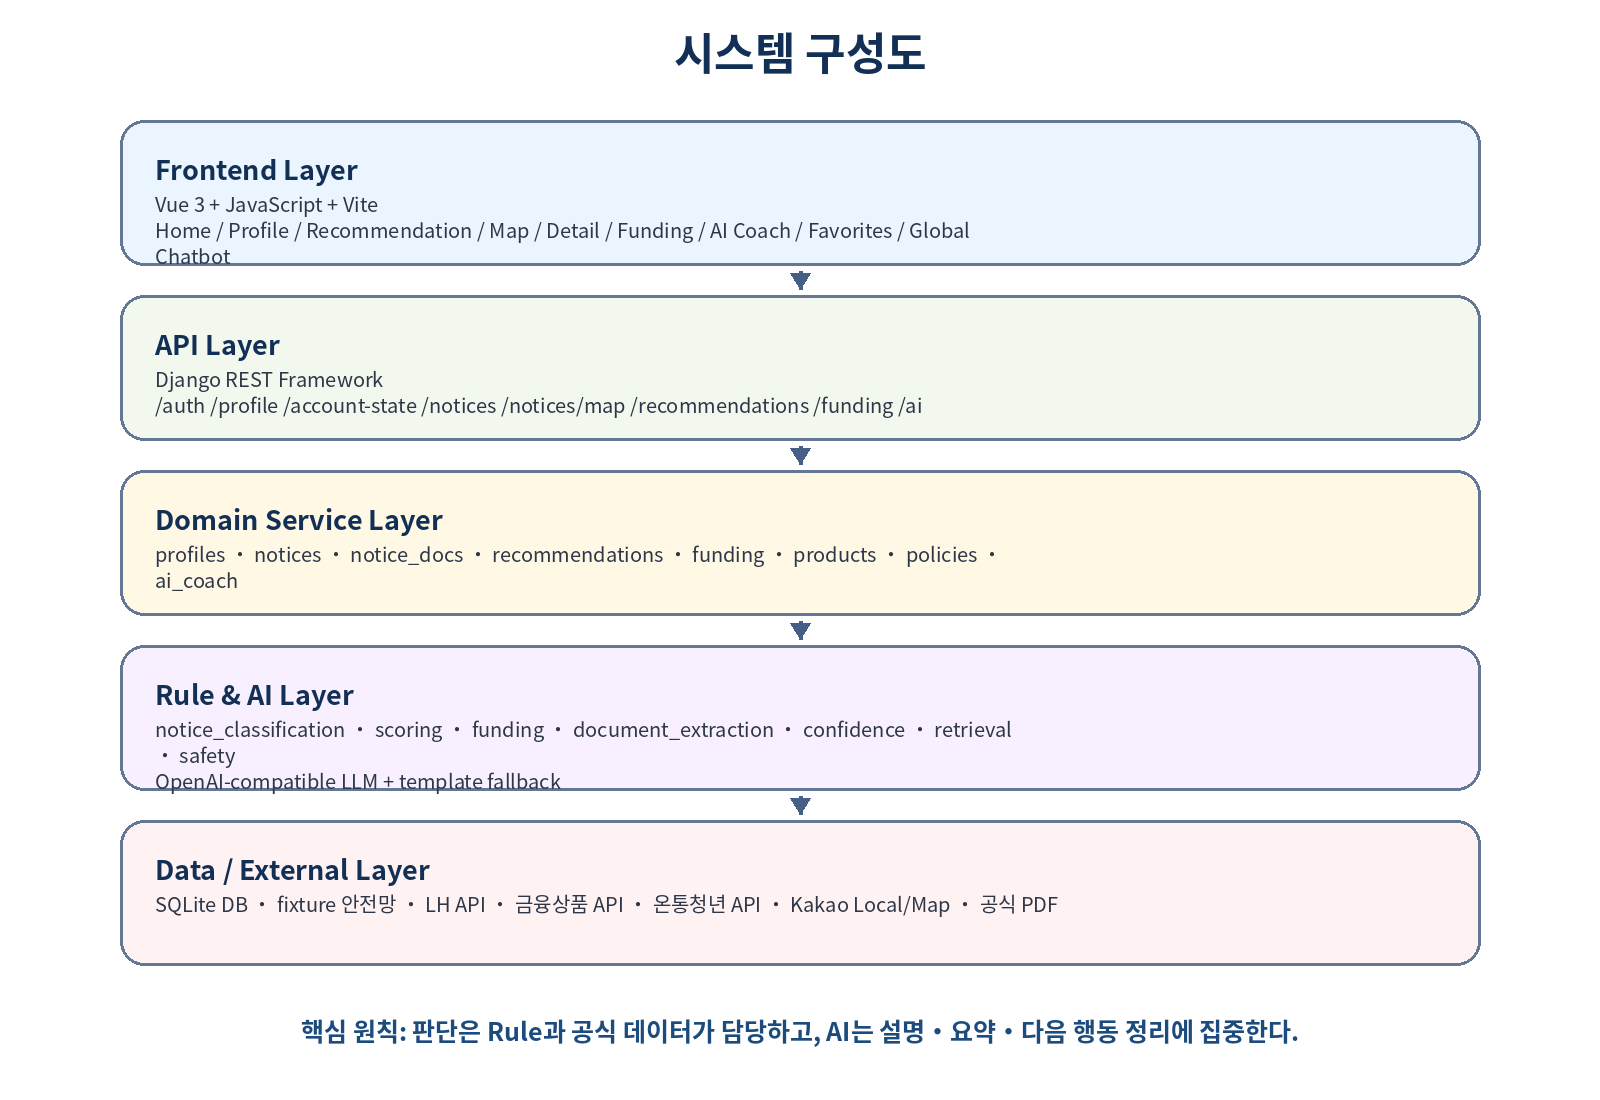 시스템 구성도
Frontend Layer
Vue 3 + JavaScript + Vite
Home / Profile / Recommendation / Map / Detail / Funding / AI Coach / Favorites / Global
Chatbot
API Layer
Django REST Framework
/auth /profile /account-state /notices /notices/map /recommendations /funding /ai
Domain Service Layer
profiles · notices · notice_docs · recommendations · funding · products · policies ·
ai_coach
Rule & AI Layer
notice_classification · scoring · funding · document_extraction · confidence · retrieval
· safety
OpenAI-compatible LLM + template fallback
Data / External Layer
SQLite DB · fixture 안전망 · LH API · 금융상품 API · 온통청년 API · Kakao Local/Map · 공식 PDF
핵심 원칙: 판단은 Rule과 공식 데이터가 담당하고, AI는 설명·요약·다음 행동 정리에 집중한다.